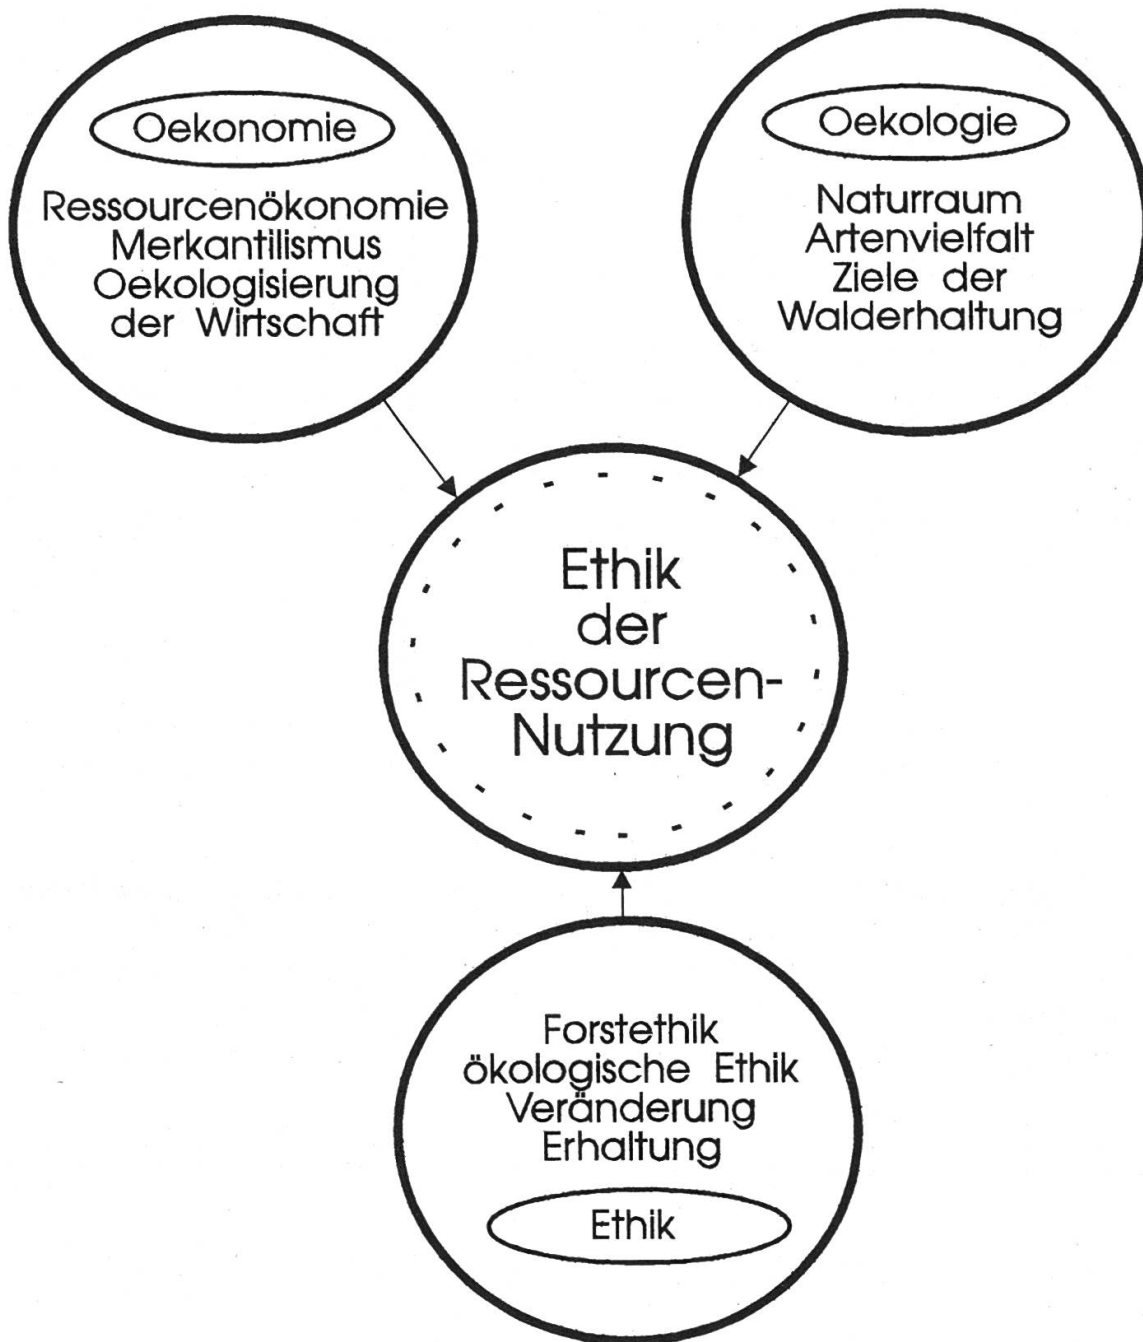 Oekonomie
Ressourcenökonomie
Merkantilismus
Oekologisierung
der Wirtschaft
Oekologie
Naturraum
Artenvielfalt
Ziele der
Walderhaltung
Ethik
der
Ressourcen-
Nutzung
Forstethik
ökologische Ethik
Veränderung
Erhaltung
Ethik